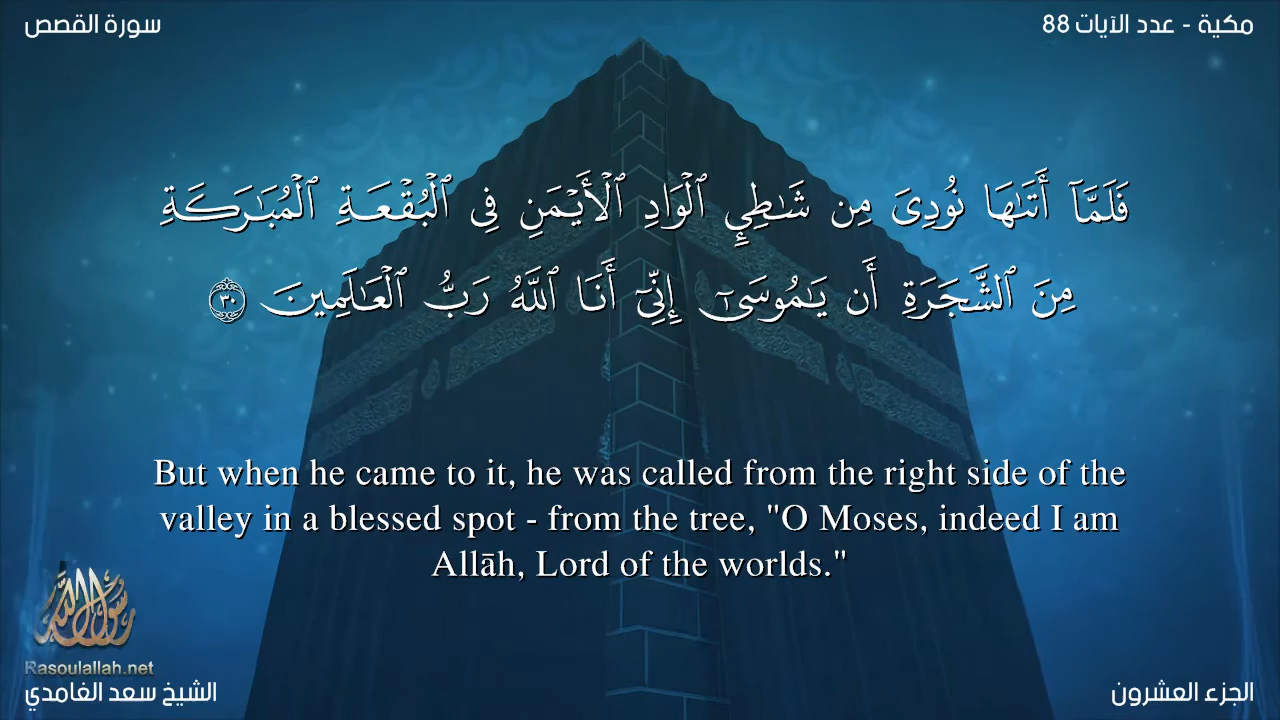 مكية - عدد الآيات 88
سورة القصص
فَلَمَّآ أَتَىٰهَا نُودِىَ مِن شَـٰطِئِ ٱلْوَادِ ٱلْأَيْمَنِ فِى ٱلْبُقْعَةِ ٱلْمُبَـٰرَكَةِ
مِنَ ٱلشَّجَرَةِ أَن يَـٰمُوسَىٰٓ إِنِّىٓ أَنَا ٱللَّهُ رَبُّ ٱلْعَـٰلَمِينَ ٣٠
But when he came to it, he was called from the right side of the
valley in a blessed spot - from the tree, "O Moses, indeed I am
Allāh, Lord of the worlds."
رسول الله
Rasoulallah.net
الجزء العشرون
الشيخ سعد الغامدي